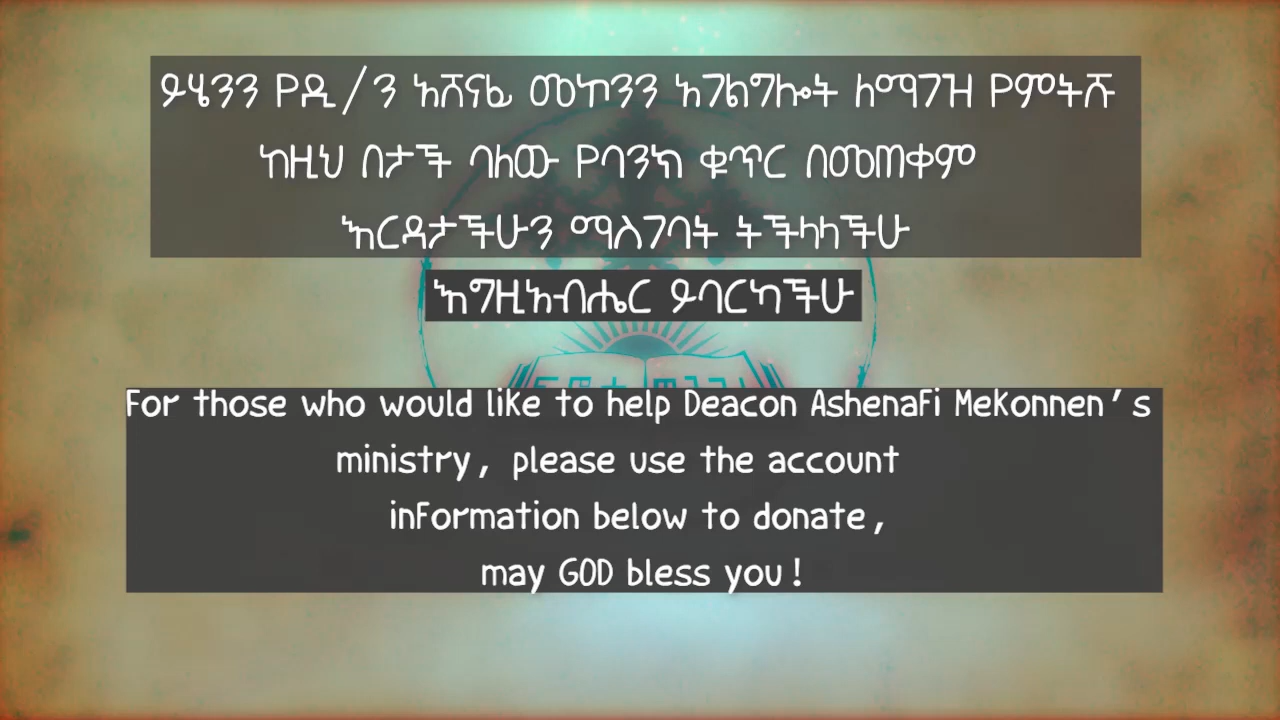 ይሄንን የዲ/ን አሸናፊ መኮንን አገልግሎት ለማገዝ የምትሹ
ከዚህ በታች ባለው የባንክ ቁጥር በመጠቀም
እርዳታችሁን ማስገባት ትችላላችሁ
እግዚአብሔር ይባርካችሁ
For those who would like to help Deacon Ashenafi Mekonnen's
ministry, please use the account
information below to donate,
may GOD bless you!